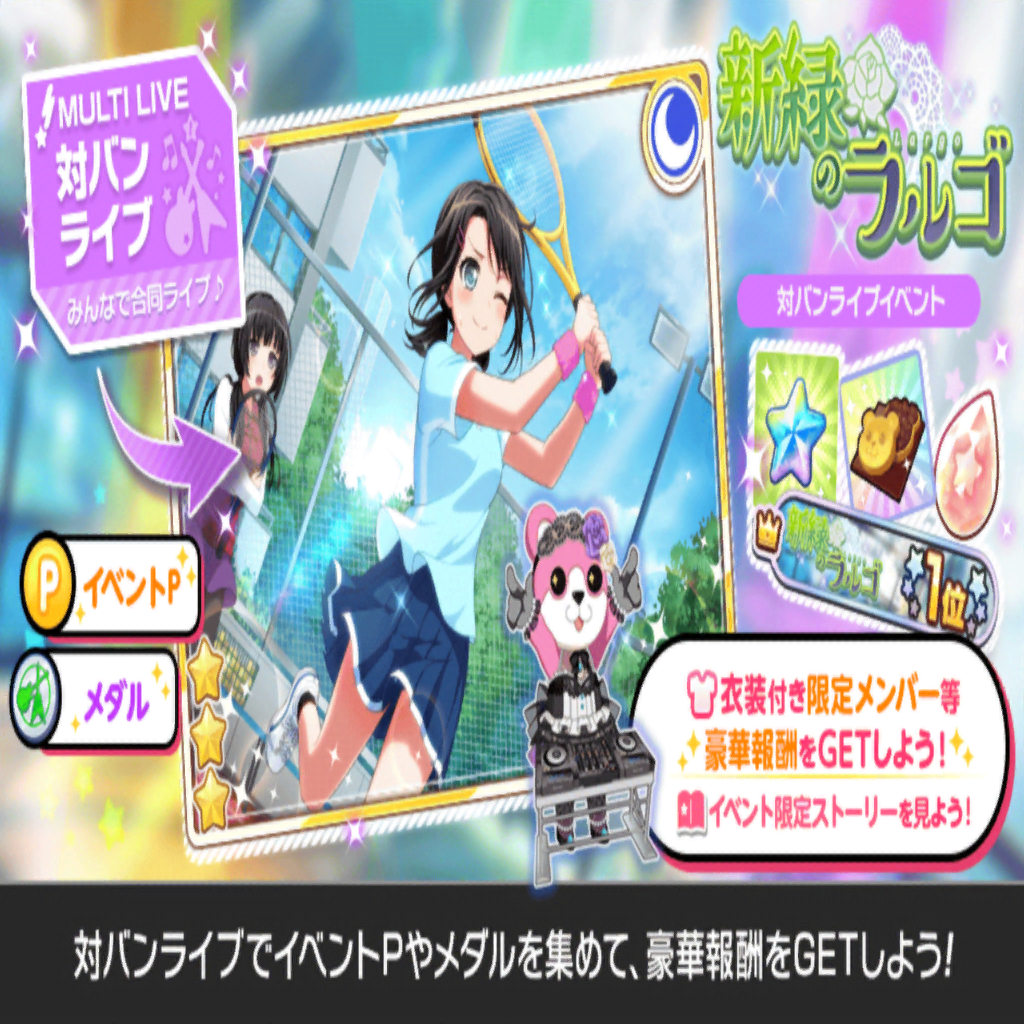 MULTI LIVE
対バン
ライブ
みんなで合同ライブ♪
新緑
のラルゴ
対バンライブイベント
新緑
のラルゴ
1位
P
イベントP
メダル
衣装付き限定メンバー等
豪華報酬をGETしよう!
イベント限定ストーリーを見よう!
対バンライブでイベントPやメダルを集めて、豪華報酬をGETしよう!